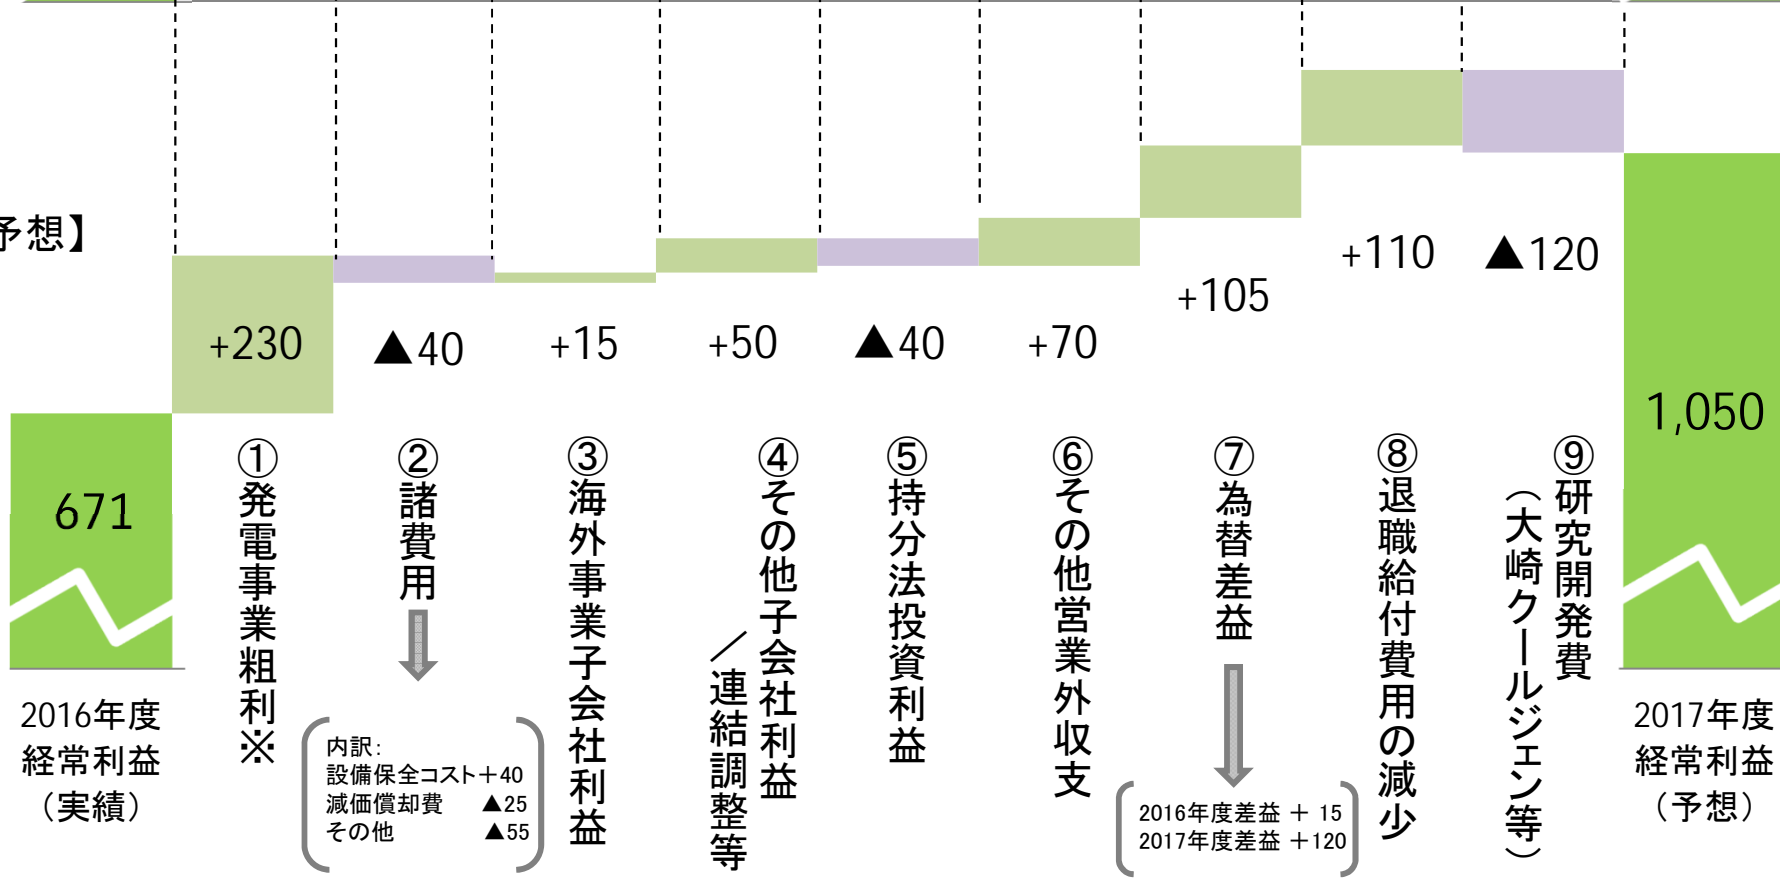 予想】
+230
▲40
+15
+50
▲40
+70
+105
+110
▲120
671
1,050
①発電事業粗利※
②諸費用
③海外事業子会社利益
④その他子会社利益
／連結調整等
⑤持分法投資利益
⑥その他営業外収支
⑦為替差益
⑧退職給付費用の減少
⑨研究開発費
（大崎クールジェン等）
2016年度
経常利益
（実績）
内訳：
設備保全コスト＋40
減価償却費 ▲25
その他 ▲55
2016年度差益 ＋ 15
2017年度差益 ＋120
2017年度
経常利益
（予想）